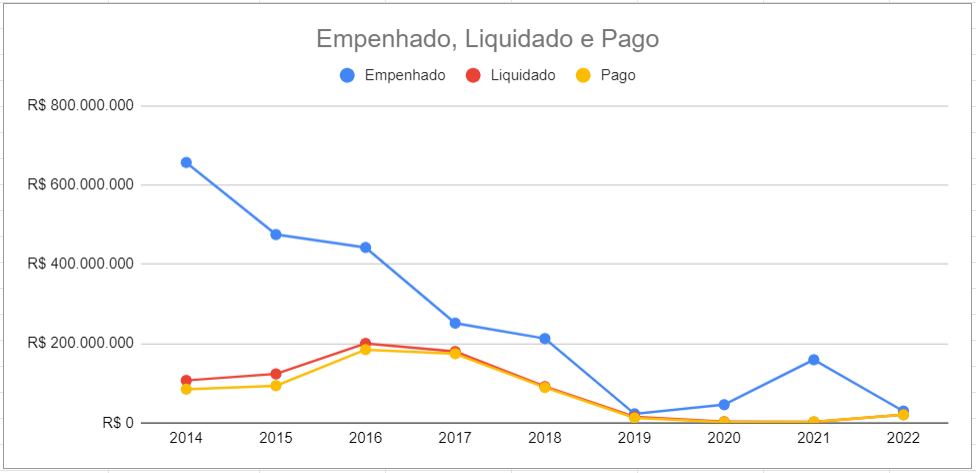 Empenhado, Liquidado e Pago
Empenhado Liquidado Pago
R$ 800.000.000
R$ 600.000.000
R$ 400.000.000
R$ 200.000.000
R$ 0
2014 2015 2016 2017 2018 2019 2020 2021 2022